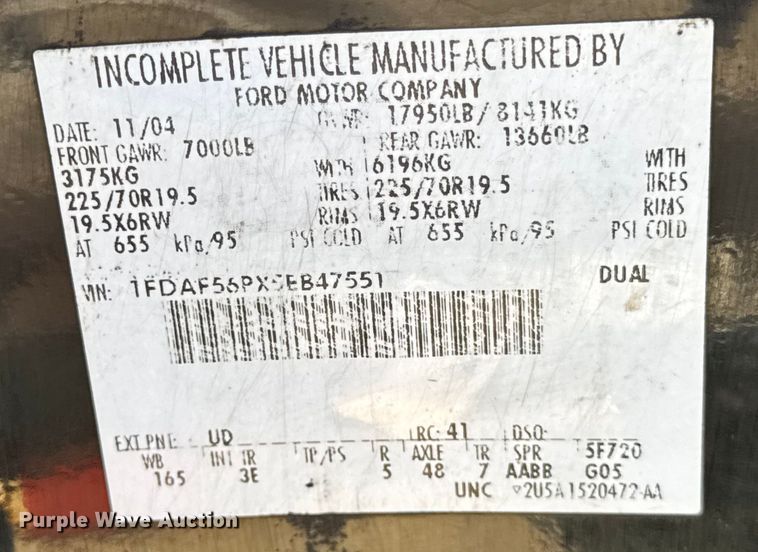 INCOMPLETE VEHICLE MANUFACTURED BY
FORD MOTOR COMPANY
DATE: 11/04 GVWR: 17950LB/ 8141KG
FRONT GAWR: 7000LB REAR GAWR: 13660LB
3175KG WITH 6196KG WITH
225/70R19.5 TIRES 225/70R19.5 TIRES
19.5X6RW RIMS 19.5X6RW RIMS
AT 655 kPa/95 PSI COLD AT 655 kPa/95 PSI COLD
VIN: 1FDAF56PX5EB47551 DUAL
EXT PNT: UD RC: 41 DSO:
WB INT TR TP/PS R AXLE TR SPR 5F720
165 3E 5 48 7 AABB G05
UNC ▽2U5A1520472-AA
Purple Wave Auction